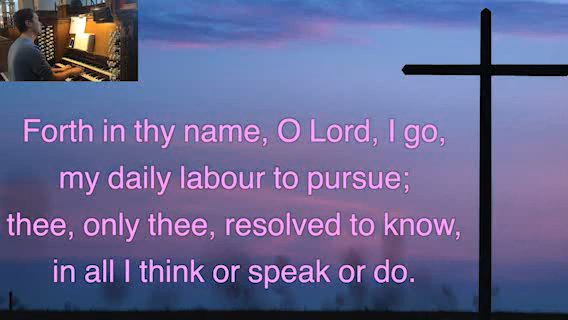 Forth in thy name, O Lord, I go,
my daily labour to pursue;
thee, only thee, resolved to know,
in all I think or speak or do.